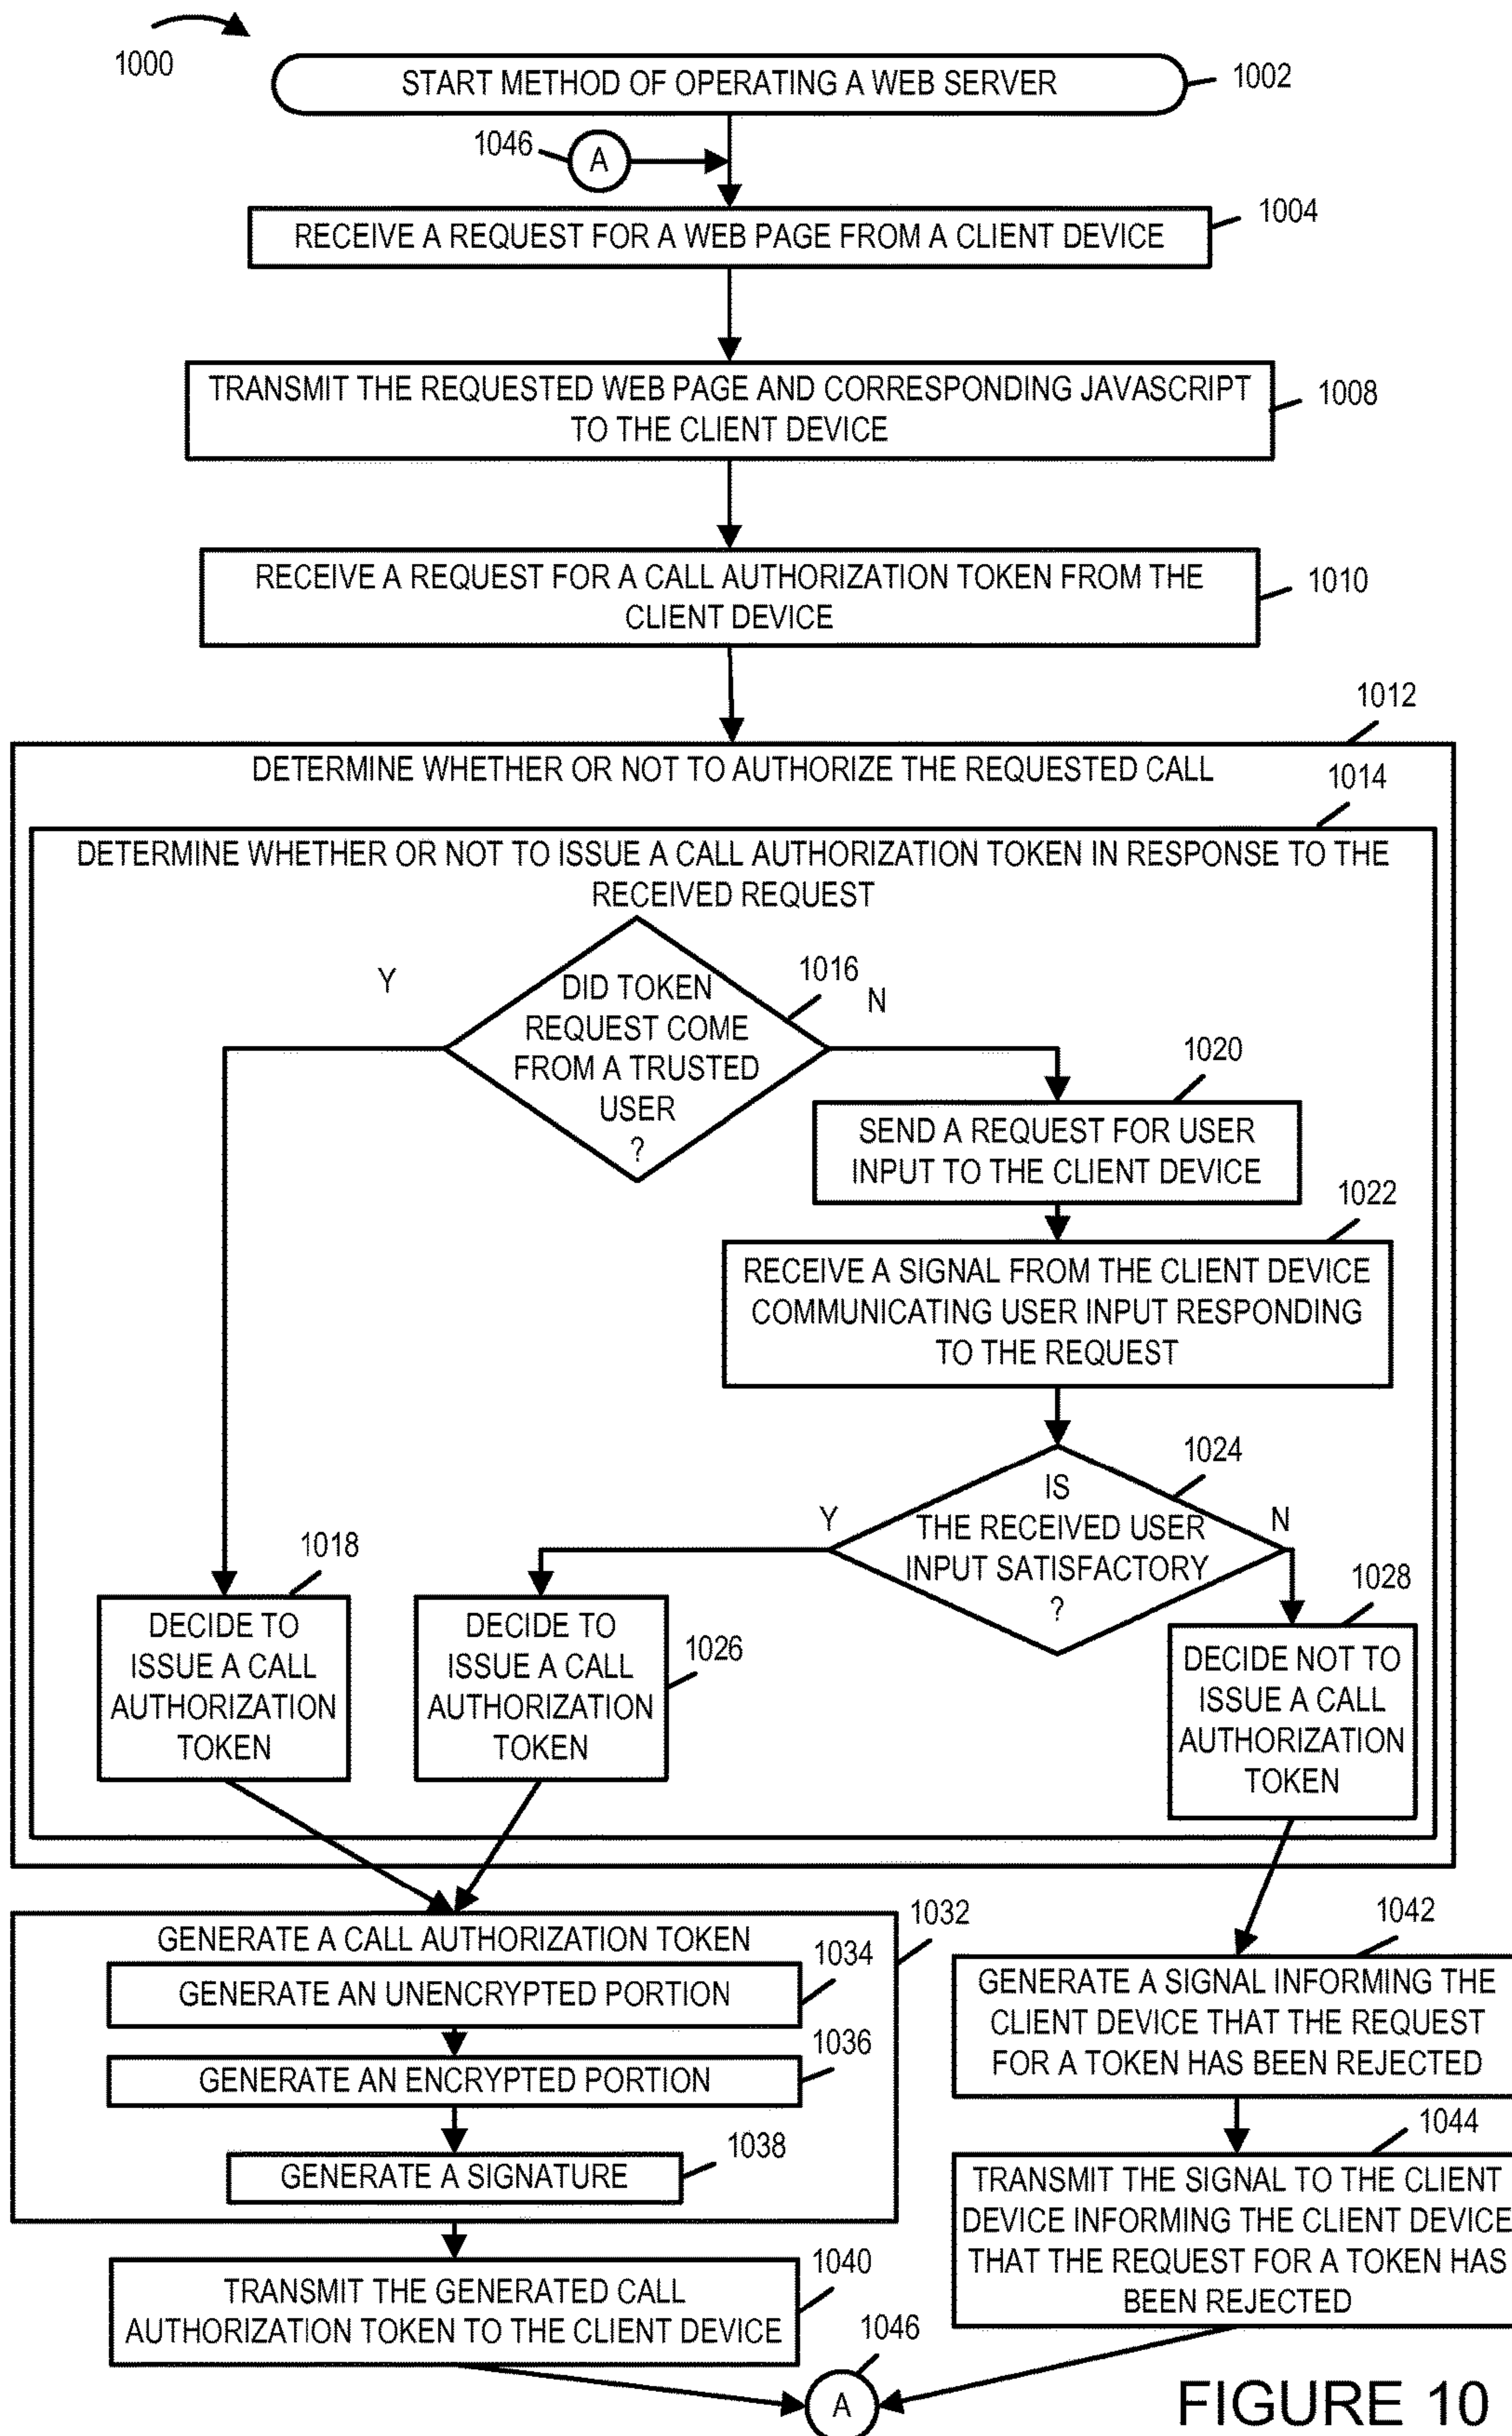 1000
START METHOD OF OPERATING A WEB SERVER
1002
1046
A
RECEIVE A REQUEST FOR A WEB PAGE FROM A CLIENT DEVICE
1004
TRANSMIT THE REQUESTED WEB PAGE AND CORRESPONDING JAVASCRIPT
TO THE CLIENT DEVICE
1008
RECEIVE A REQUEST FOR A CALL AUTHORIZATION TOKEN FROM THE
CLIENT DEVICE
1010
1012
DETERMINE WHETHER OR NOT TO AUTHORIZE THE REQUESTED CALL
1014
DETERMINE WHETHER OR NOT TO ISSUE A CALL AUTHORIZATION TOKEN IN RESPONSE TO THE
RECEIVED REQUEST
Y
DID TOKEN
REQUEST COME
FROM A TRUSTED
USER
?
1016
N
1020
SEND A REQUEST FOR USER
INPUT TO THE CLIENT DEVICE
1022
RECEIVE A SIGNAL FROM THE CLIENT DEVICE
COMMUNICATING USER INPUT RESPONDING
TO THE REQUEST
1024
IS
THE RECEIVED USER
INPUT SATISFACTORY
?
Y
N
1018
DECIDE TO
ISSUE A CALL
AUTHORIZATION
TOKEN
DECIDE TO
ISSUE A CALL
AUTHORIZATION
TOKEN
1026
1028
DECIDE NOT TO
ISSUE A CALL
AUTHORIZATION
TOKEN
1032
GENERATE A CALL AUTHORIZATION TOKEN
1034
GENERATE AN UNENCRYPTED PORTION
1036
GENERATE AN ENCRYPTED PORTION
1038
GENERATE A SIGNATURE
1040
TRANSMIT THE GENERATED CALL
AUTHORIZATION TOKEN TO THE CLIENT DEVICE
1042
GENERATE A SIGNAL INFORMING THE
CLIENT DEVICE THAT THE REQUEST
FOR A TOKEN HAS BEEN REJECTED
1044
TRANSMIT THE SIGNAL TO THE CLIENT
DEVICE INFORMING THE CLIENT DEVICE
THAT THE REQUEST FOR A TOKEN HAS
BEEN REJECTED
1046
A
FIGURE 10